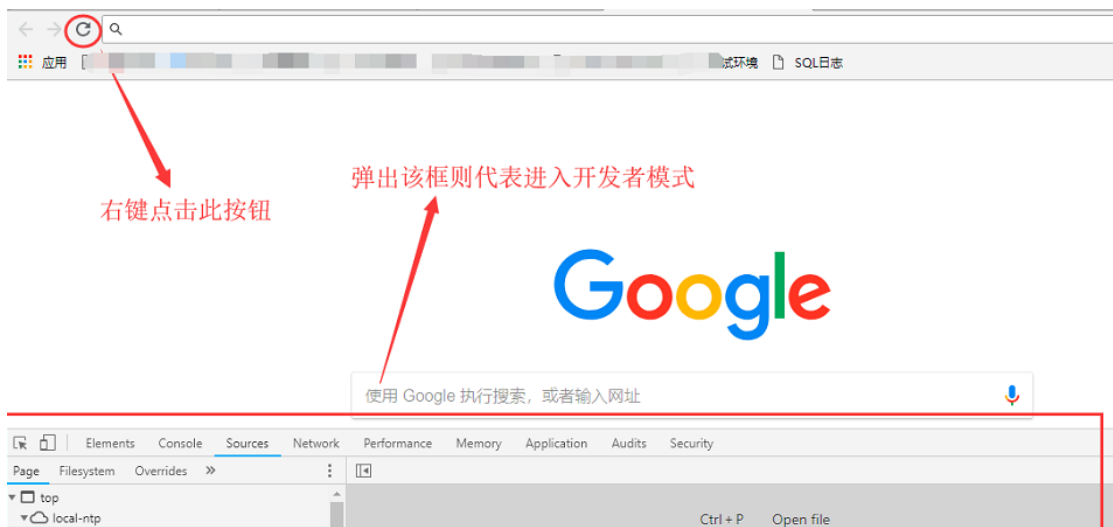 应用
试环境
SQL日志
弹出该框则代表进入开发者模式
右键点击此按钮
Google
使用 Google 执行搜索，或者输入网址
Elements Console Sources Network Performance Memory Application Audits Security
Page Filesystem Overrides »
top
local-ntp
Ctrl + P Open file